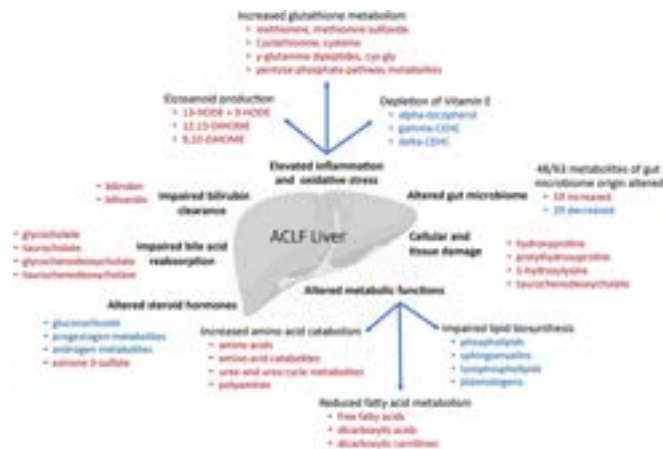 Increased glutathione metabolism
• methionine, methionine sulfoxide
• Cystathionine, cysteine
• γ-glutamine dipeptides, cys-gly
• pentose phosphate pathway metabolites
Eicosanoid production
• 13-HODE + 9-HODE
• 12,13-DiHOME
• 9,10-DiHOME
Depletion of Vitamin E
• alpha-tocopherol
• gamma-CEHC
• delta-CEHC
Elevated inflammation
and oxidative stress
48/63 metabolites of gut
microbiome origin altered
• 19 increased
• 29 decreased
• bilirubin
• biliverdin
Impaired bilirubin
clearance
Altered gut microbiome
• glycocholate
• taurocholate
• glycochenodeoxycholate
• taurochenodeoxycholate
Impaired bile acid
reabsorption
ACLF Liver
Cellular and
tissue damage
• hydroxyproline
• prolylhydroxyproline
• 5-hydroxylysine
• taurochenodeoxycholate
Altered steroid hormones
• glucocorticoids
• progestogen metabolites
• androgen metabolites
• estrone 3-sulfate
Altered metabolic functions
Increased amino acid catabolism
• amino acids
• amino acid catabolites
• urea and urea cycle metabolites
• polyamines
Impaired lipid biosynthesis
• phospholipids
• sphingomyelins
• lysophospholipids
• plasmalogens
Reduced fatty acid metabolism
• free fatty acids
• dicarboxylic acids
• dicarboxylic carnitines